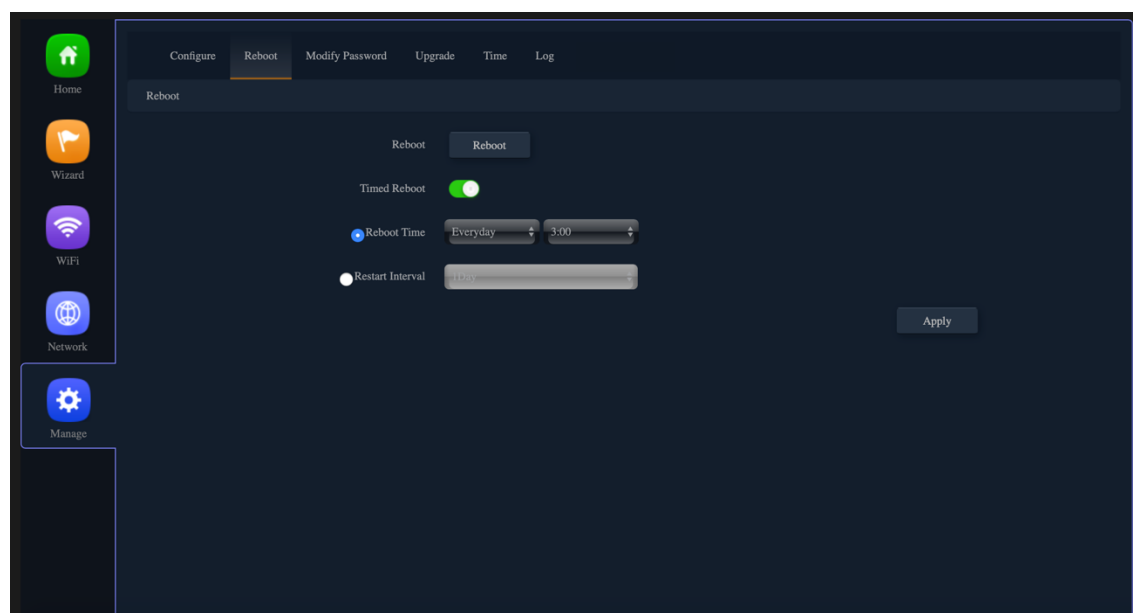 Home
Wizard
WiFi
Network
Manage
Configure Reboot Modify Password Upgrade Time Log
Reboot
Reboot Reboot
Timed Reboot
Reboot Time Everyday 3:00
Restart Interval 1Day
Apply